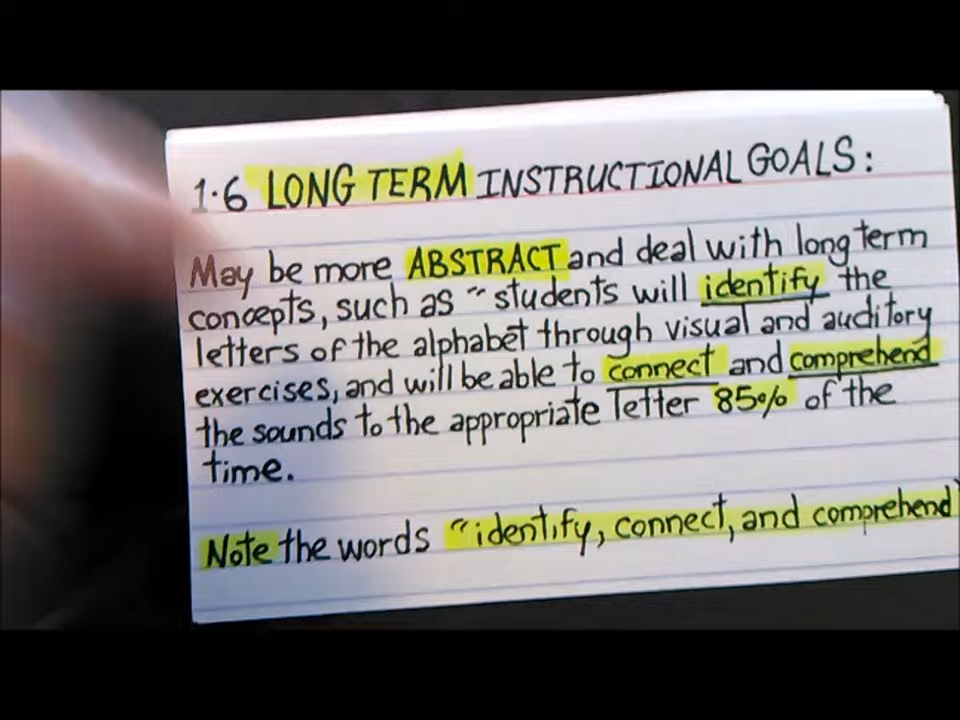 1.6 LONG TERM INSTRUCTIONAL GOALS:
May be more ABSTRACT and deal with long term
concepts, such as "students will identify the
letters of the alphabet through visual and auditory
exercises, and will be able to connect and comprehend
the sounds to the appropriate letter 85% of the
time.
Note the words "identify, connect, and comprehend"